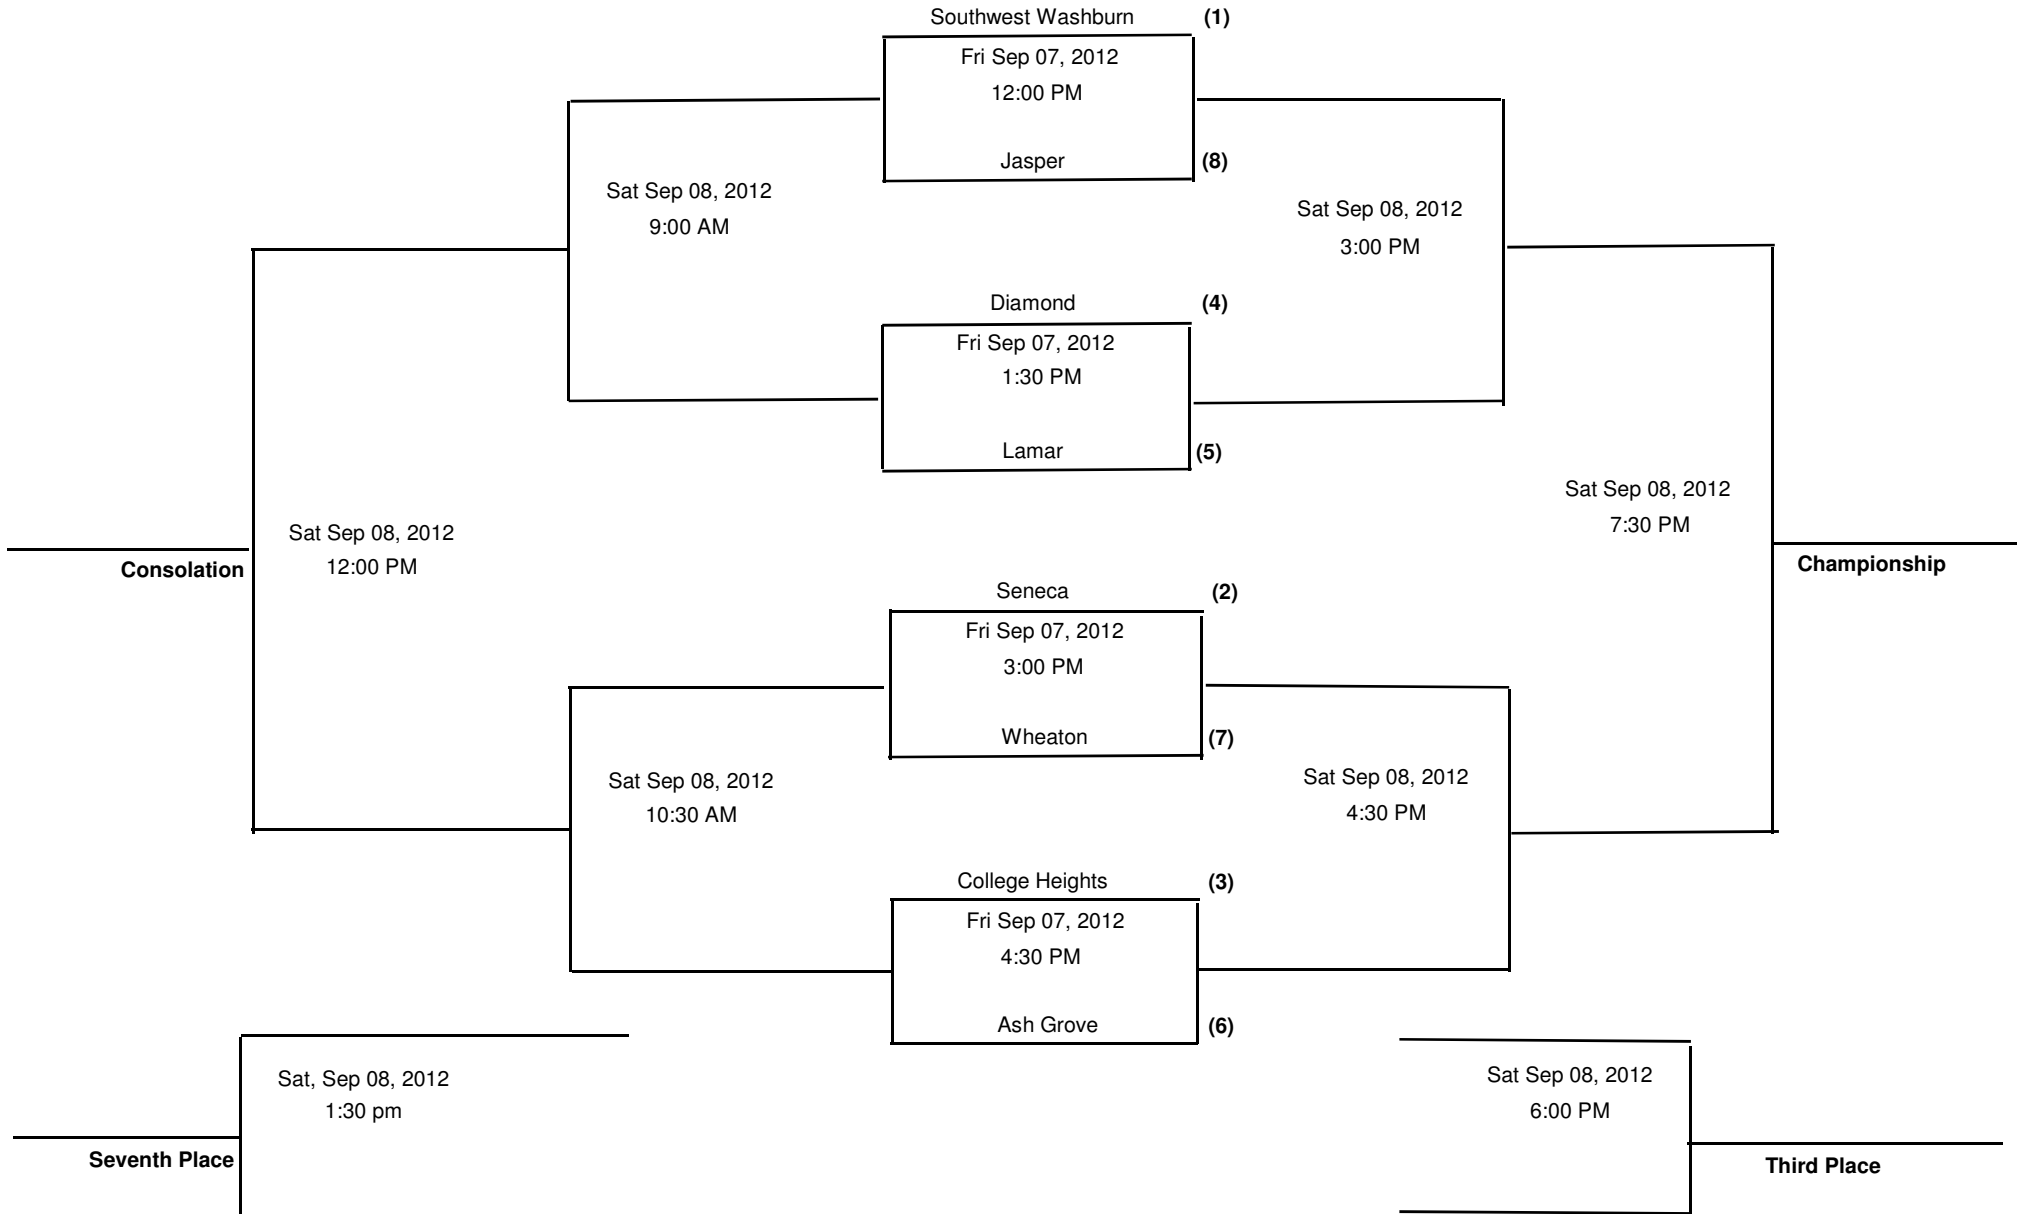 Southwest Washburn (1)
Fri Sep 07, 2012
12:00 PM
Jasper (8)
Sat Sep 08, 2012
9:00 AM
Sat Sep 08, 2012
3:00 PM
Diamond (4)
Fri Sep 07, 2012
1:30 PM
Lamar (5)
Sat Sep 08, 2012
7:30 PM
Sat Sep 08, 2012
12:00 PM
Consolation
Championship
Seneca (2)
Fri Sep 07, 2012
3:00 PM
Wheaton (7)
Sat Sep 08, 2012
10:30 AM
Sat Sep 08, 2012
4:30 PM
College Heights (3)
Fri Sep 07, 2012
4:30 PM
Ash Grove (6)
Sat, Sep 08, 2012
1:30 pm
Seventh Place
Sat Sep 08, 2012
6:00 PM
Third Place